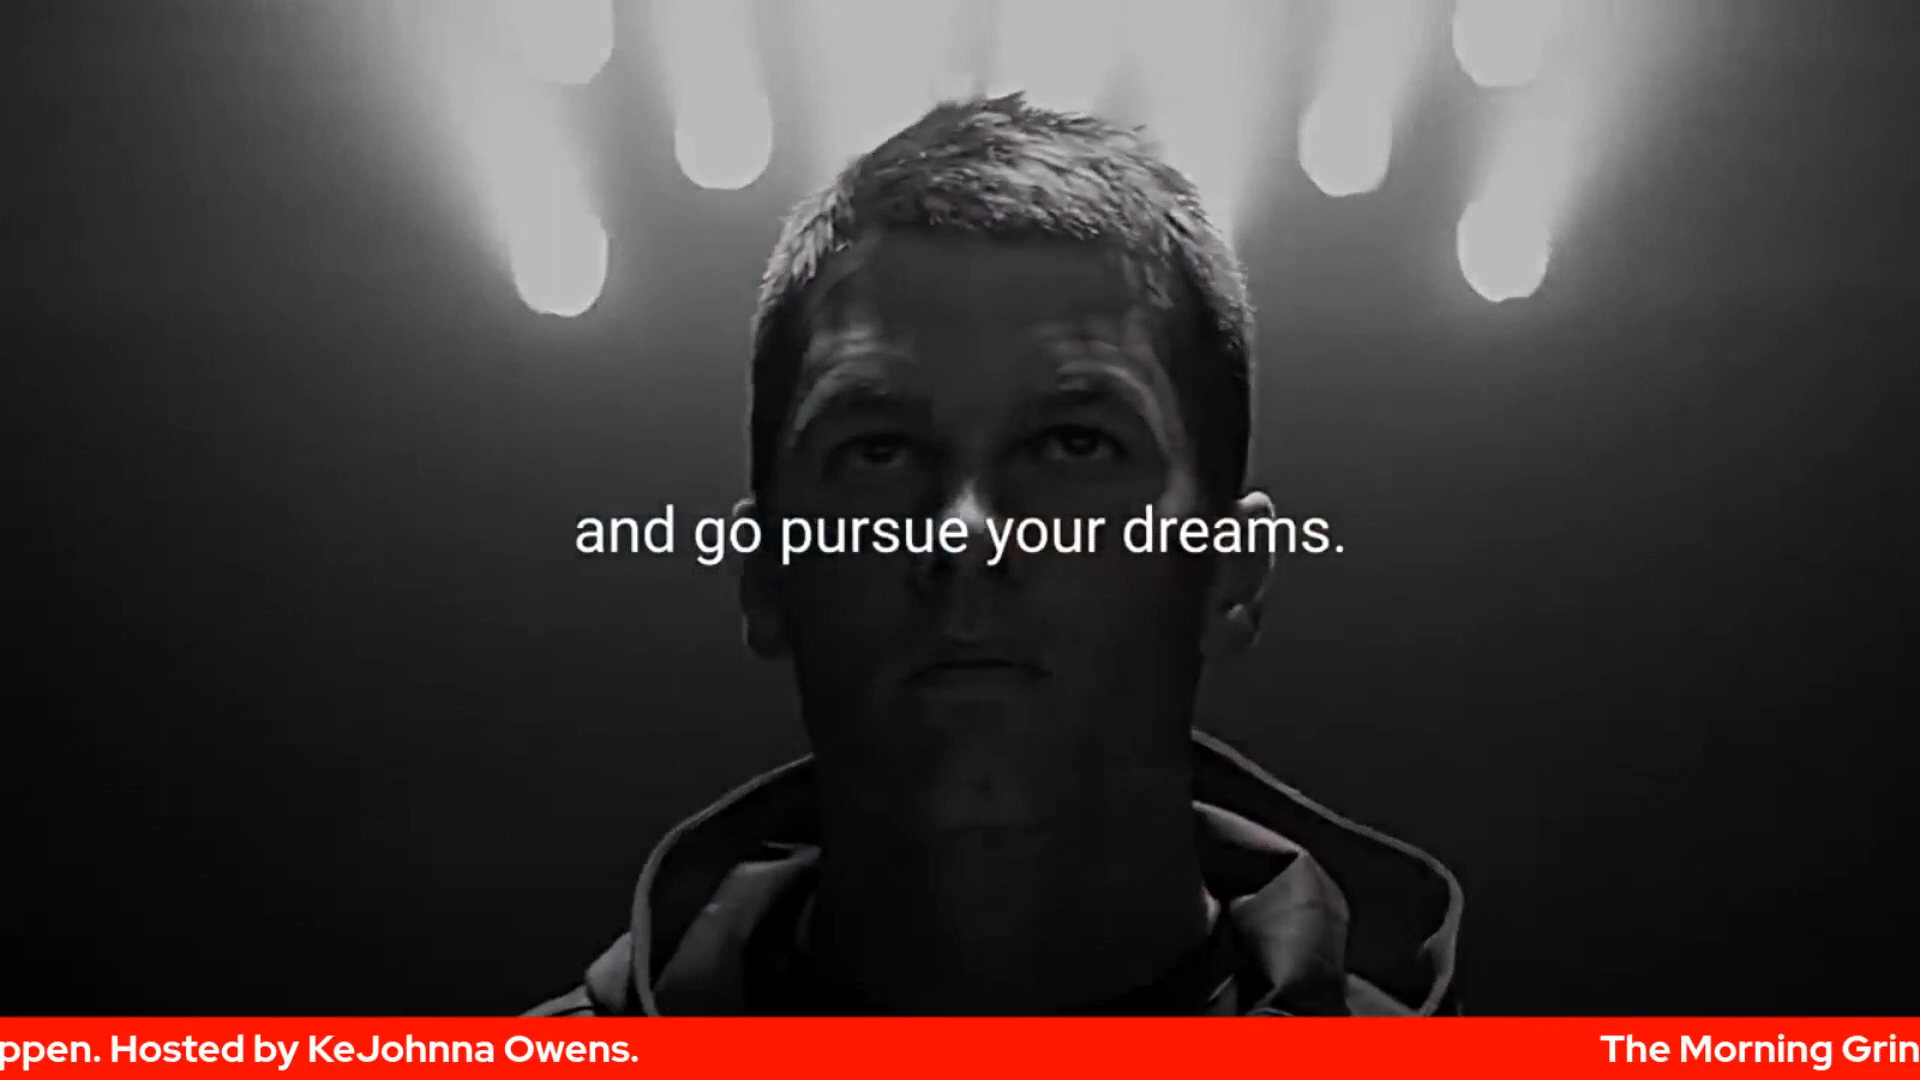 and go pursue your dreams.
ppen. Hosted by KeJohnna Owens.
The Morning Grin